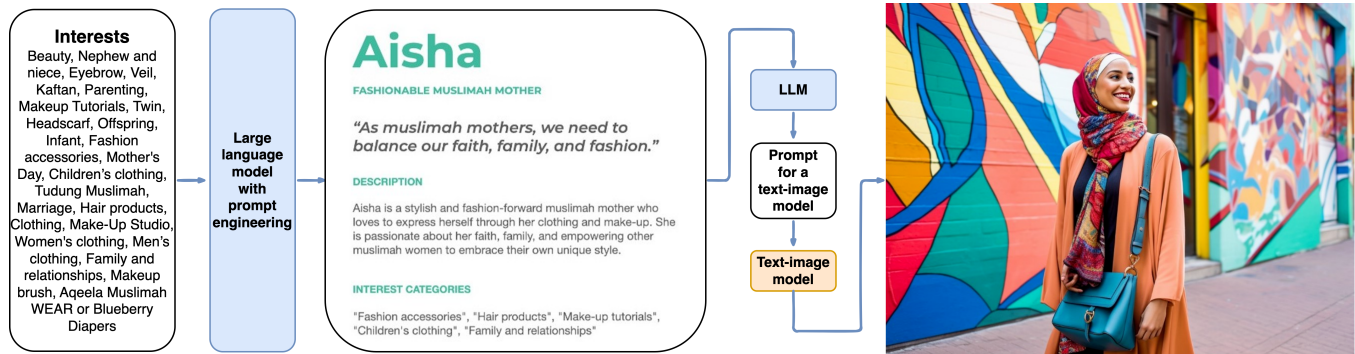 Interests
Beauty, Nephew and
niece, Eyebrow, Veil,
Kaftan, Parenting,
Makeup Tutorials, Twin,
Headscarf, Offspring,
Infant, Fashion
accessories, Mother's
Day, Children's clothing,
Tudung Muslimah,
Marriage, Hair products,
Clothing, Make-Up Studio,
Women's clothing, Men's
clothing, Family and
relationships, Makeup
brush, Aqeela Muslimah
WEAR or Blueberry
Diapers
Large
language
model
with
prompt
engineering
Aisha
FASHIONABLE MUSLIMAH MOTHER
“As muslimah mothers, we need to
balance our faith, family, and fashion.”
DESCRIPTION
Aisha is a stylish and fashion-forward muslimah mother who
loves to express herself through her clothing and make-up. She
is passionate about her faith, family, and empowering other
muslimah women to embrace their own unique style.
INTEREST CATEGORIES
"Fashion accessories", "Hair products", "Make-up tutorials",
"Children's clothing", "Family and relationships"
LLM
Prompt
for a
text-image
model
Text-image
model